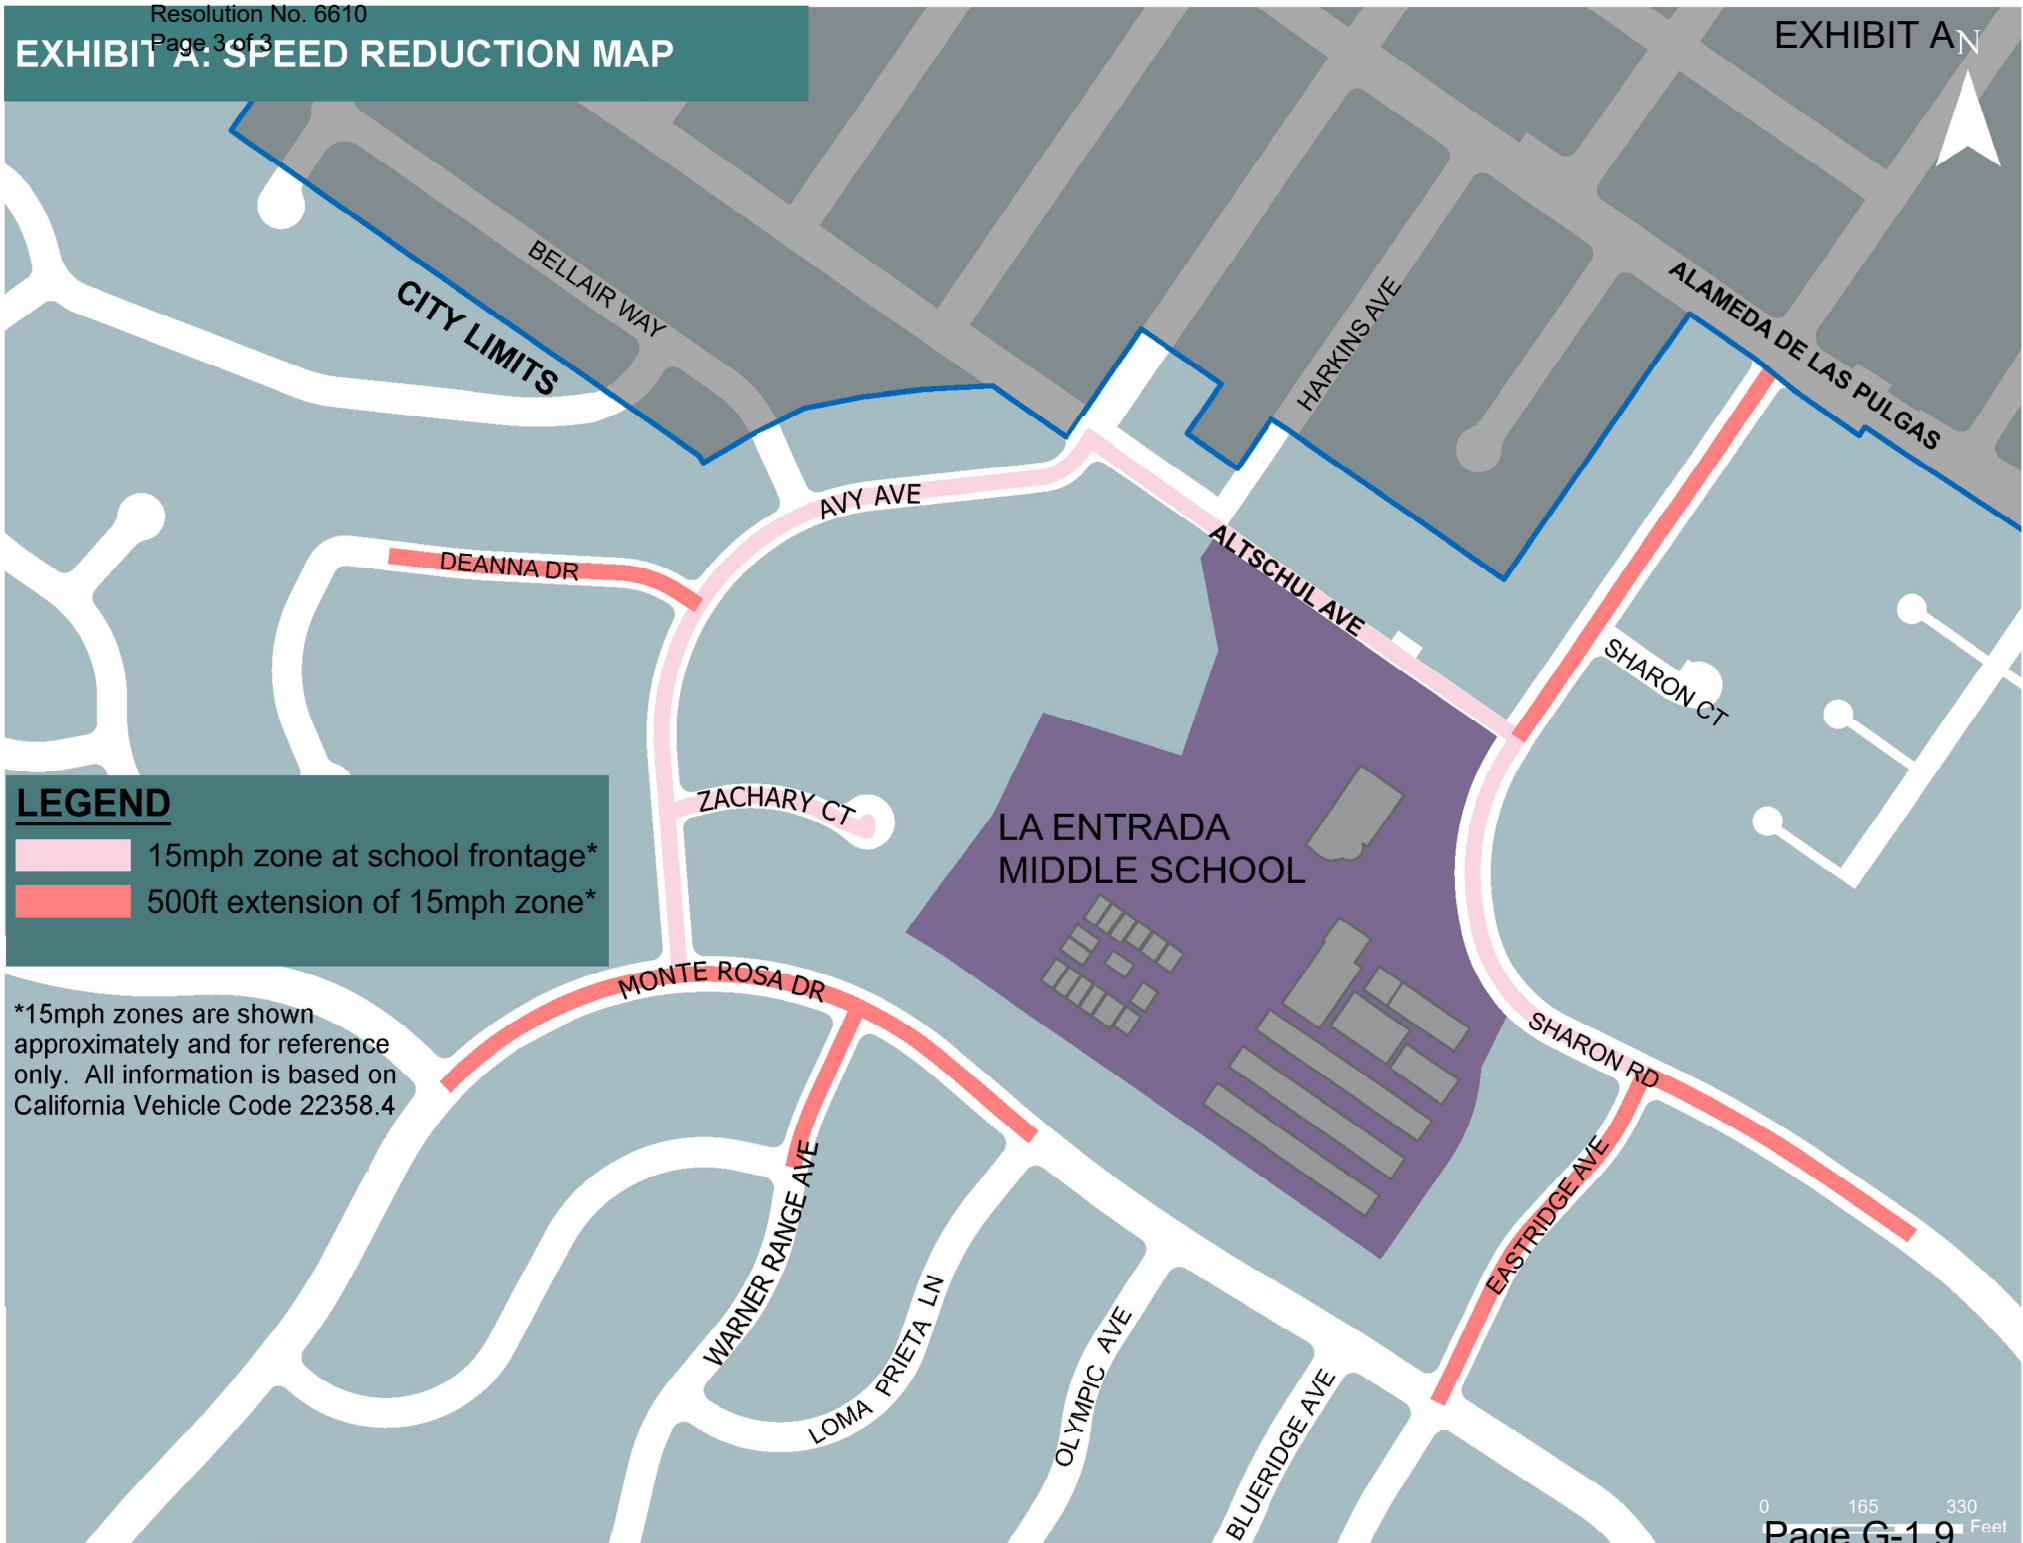 Resolution No. 6610
Page 3 of 3
EXHIBIT A: SPEED REDUCTION MAP
EXHIBIT A
N
BELLAIR WAY
CITY LIMITS
HARKINS AVE
ALAMEDA DE LAS PULGAS
AVY AVE
DEANNA DR
ALTSCHUL AVE
SHARON CT
ZACHARY CT
LEGEND
15mph zone at school frontage*
500ft extension of 15mph zone*
LA ENTRADA
MIDDLE SCHOOL
MONTE ROSA DR
*15mph zones are shown
approximately and for reference
only. All information is based on
California Vehicle Code 22358.4
SHARON RD
WARNER RANGE AVE
EASTRIDGE AVE
LOMA PRIETA LN
OLYMPIC AVE
BLUERIDGE AVE
0 165 330
Feet
Page G-1.9